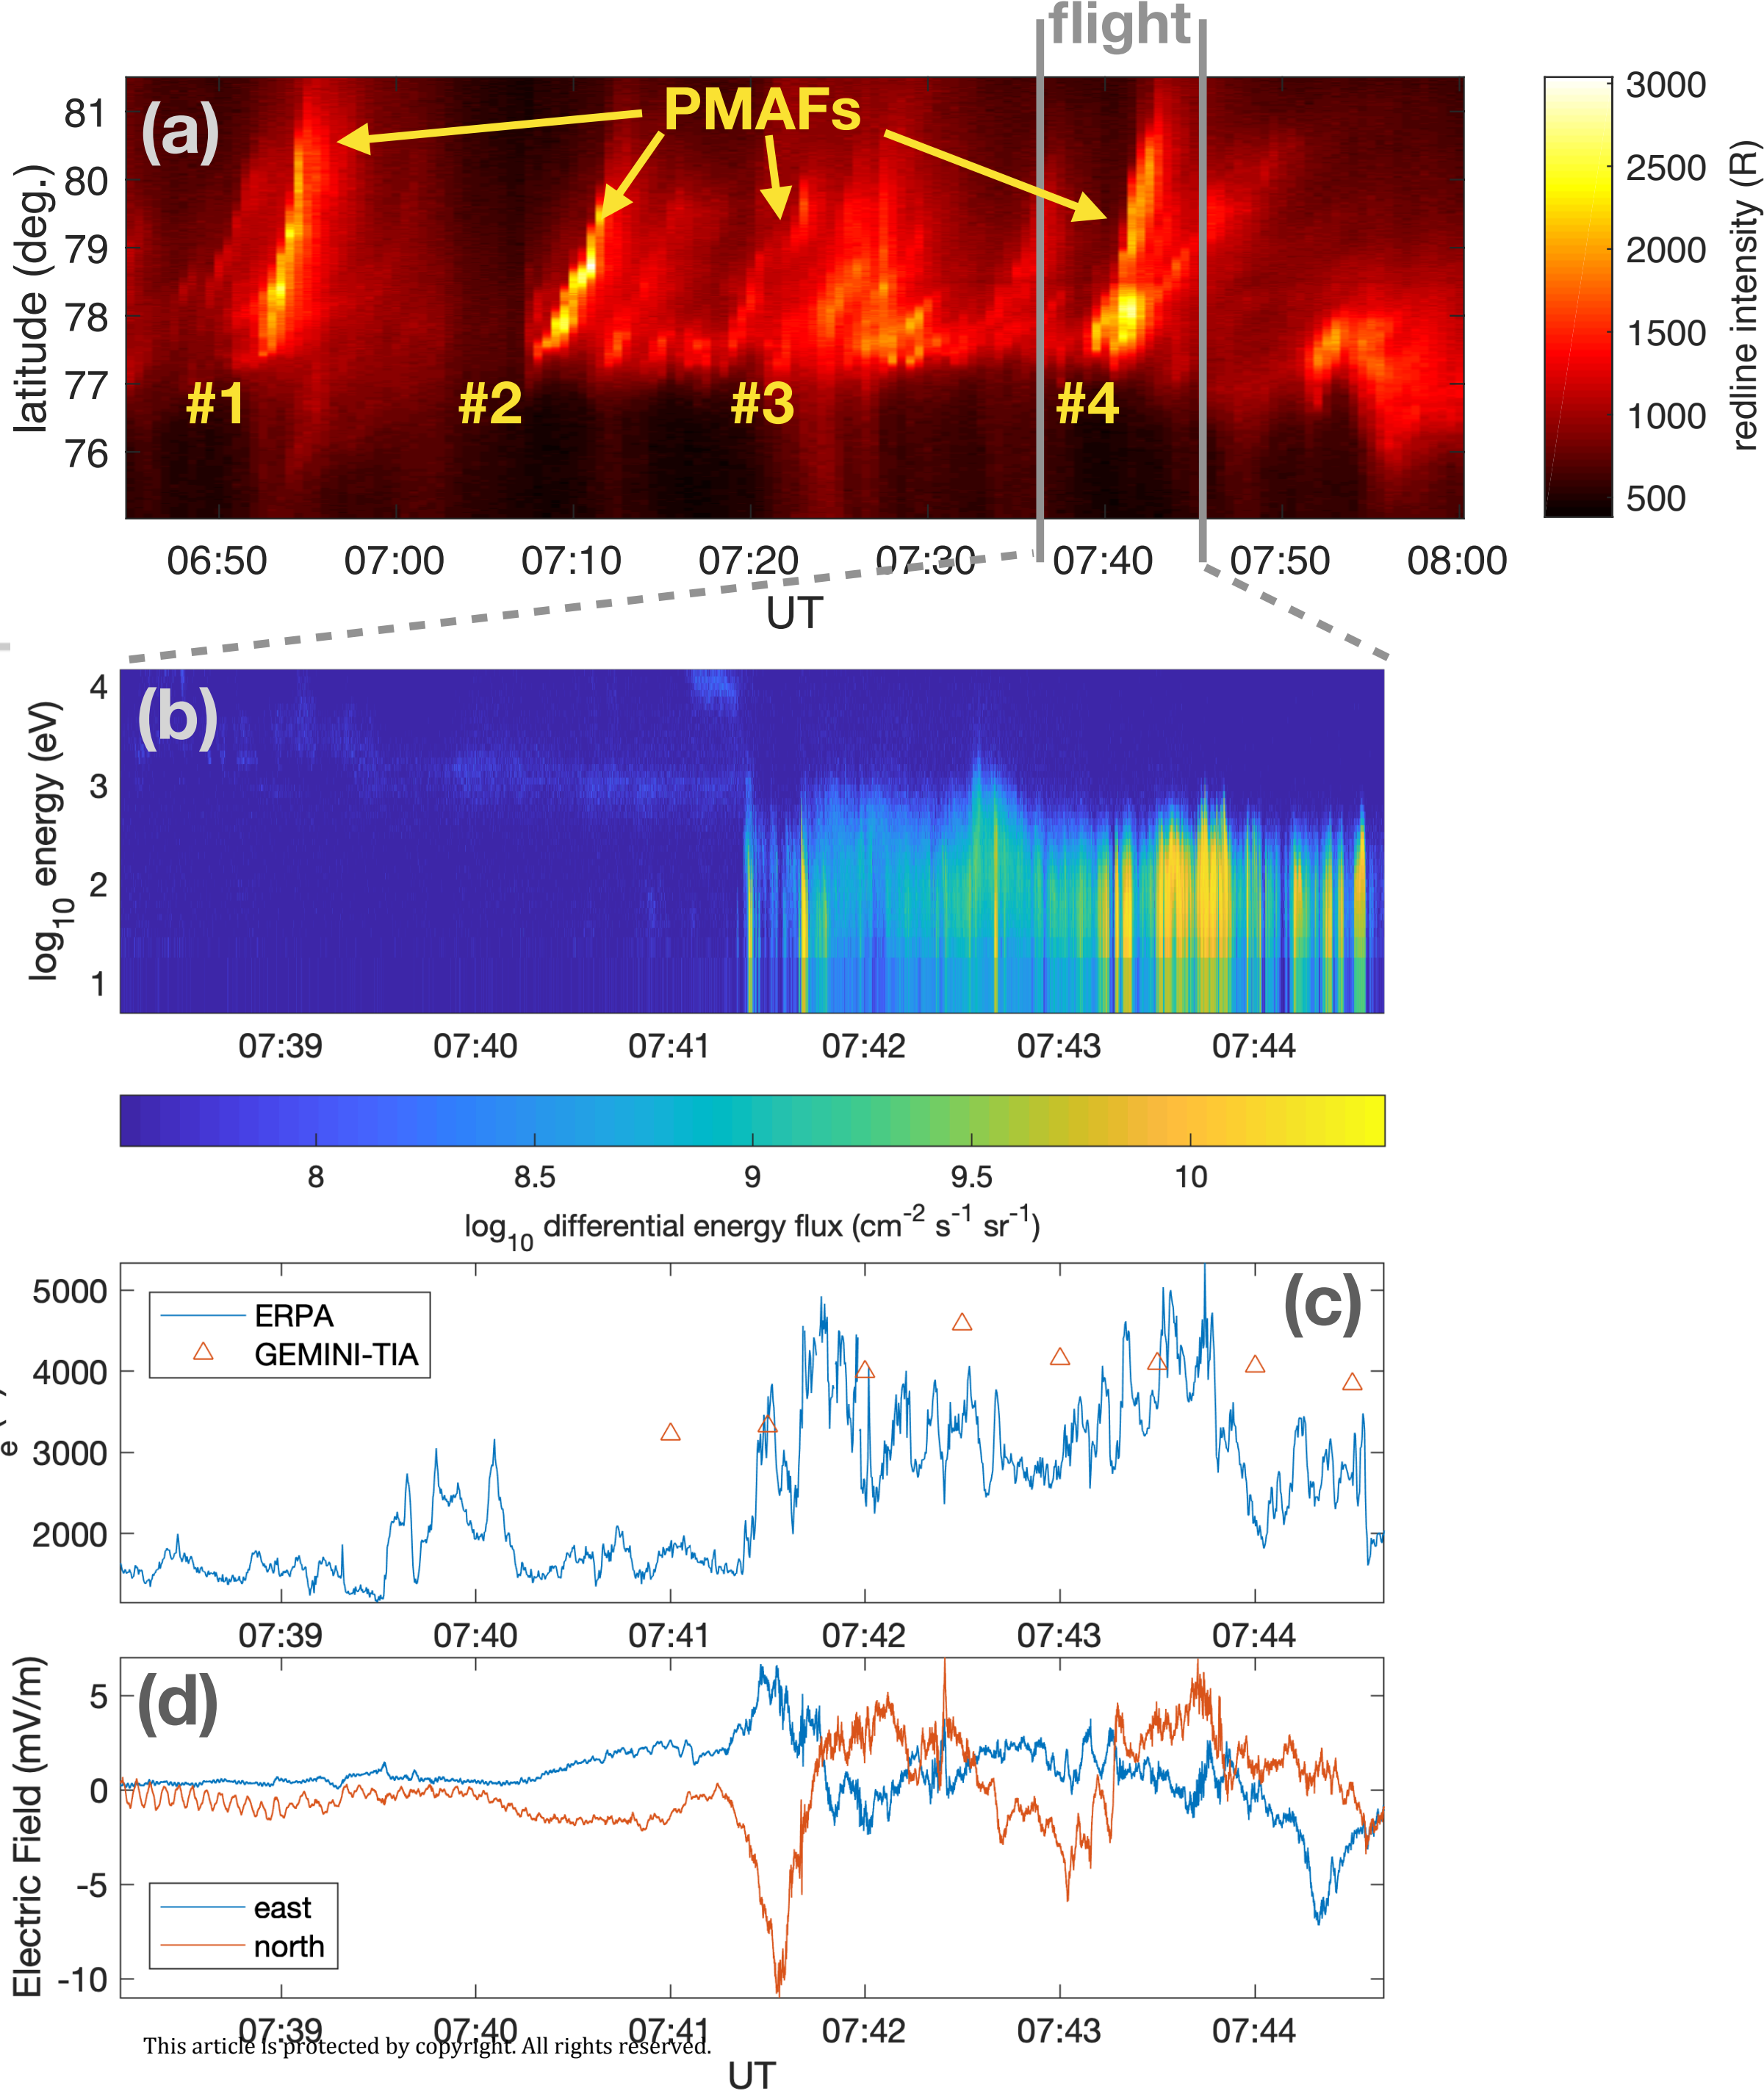 flight
(a)
PMAFs
#1 #2 #3 #4
latitude (deg.)
81
80
79
78
77
76
06:50 07:00 07:10 07:20 07:30 07:40 07:50 08:00
UT
3000
2500
2000
1500
1000
500
redline intensity (R)
(b)
log10 energy (eV)
4
3
2
1
07:39 07:40 07:41 07:42 07:43 07:44
8 8.5 9 9.5 10
log10 differential energy flux (cm-2 s-1 sr-1)
(c)
ERPA
GEMINI-TIA
e
5000
4000
3000
2000
07:39 07:40 07:41 07:42 07:43 07:44
(d)
Electric Field (mV/m)
5
0
-5
-10
east
north
07:39 07:40 07:41 07:42 07:43 07:44
This article is protected by copyright. All rights reserved.
UT